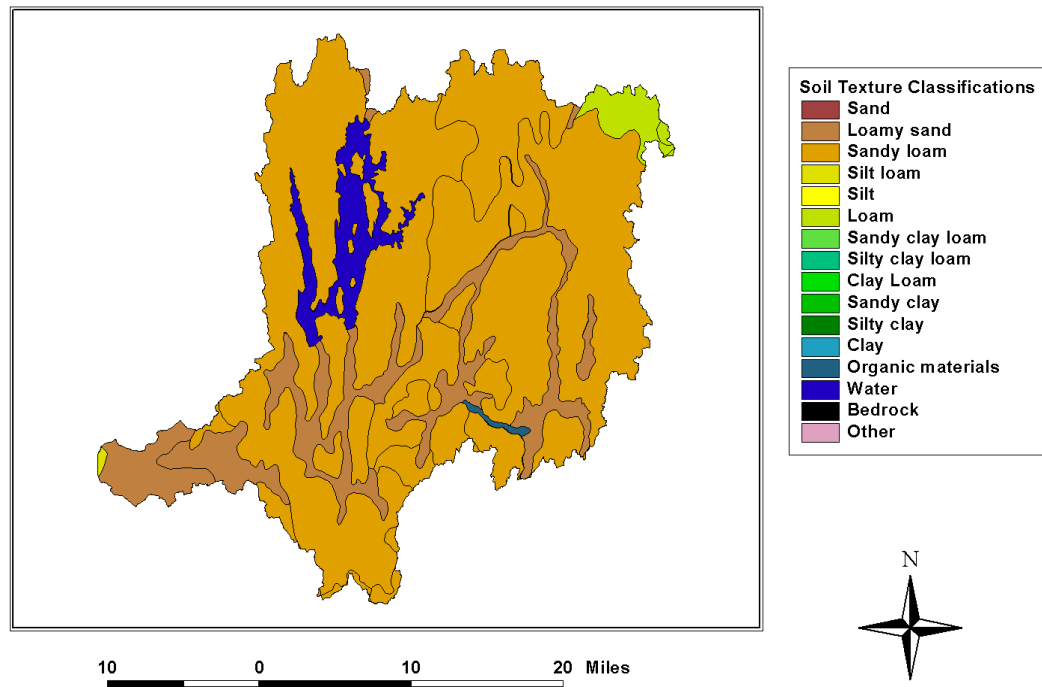 Soil Texture Classifications
Sand
Loamy sand
Sandy loam
Silt loam
Silt
Loam
Sandy clay loam
Silty clay loam
Clay Loam
Sandy clay
Silty clay
Clay
Organic materials
Water
Bedrock
Other
N
10 0 10 20 Miles